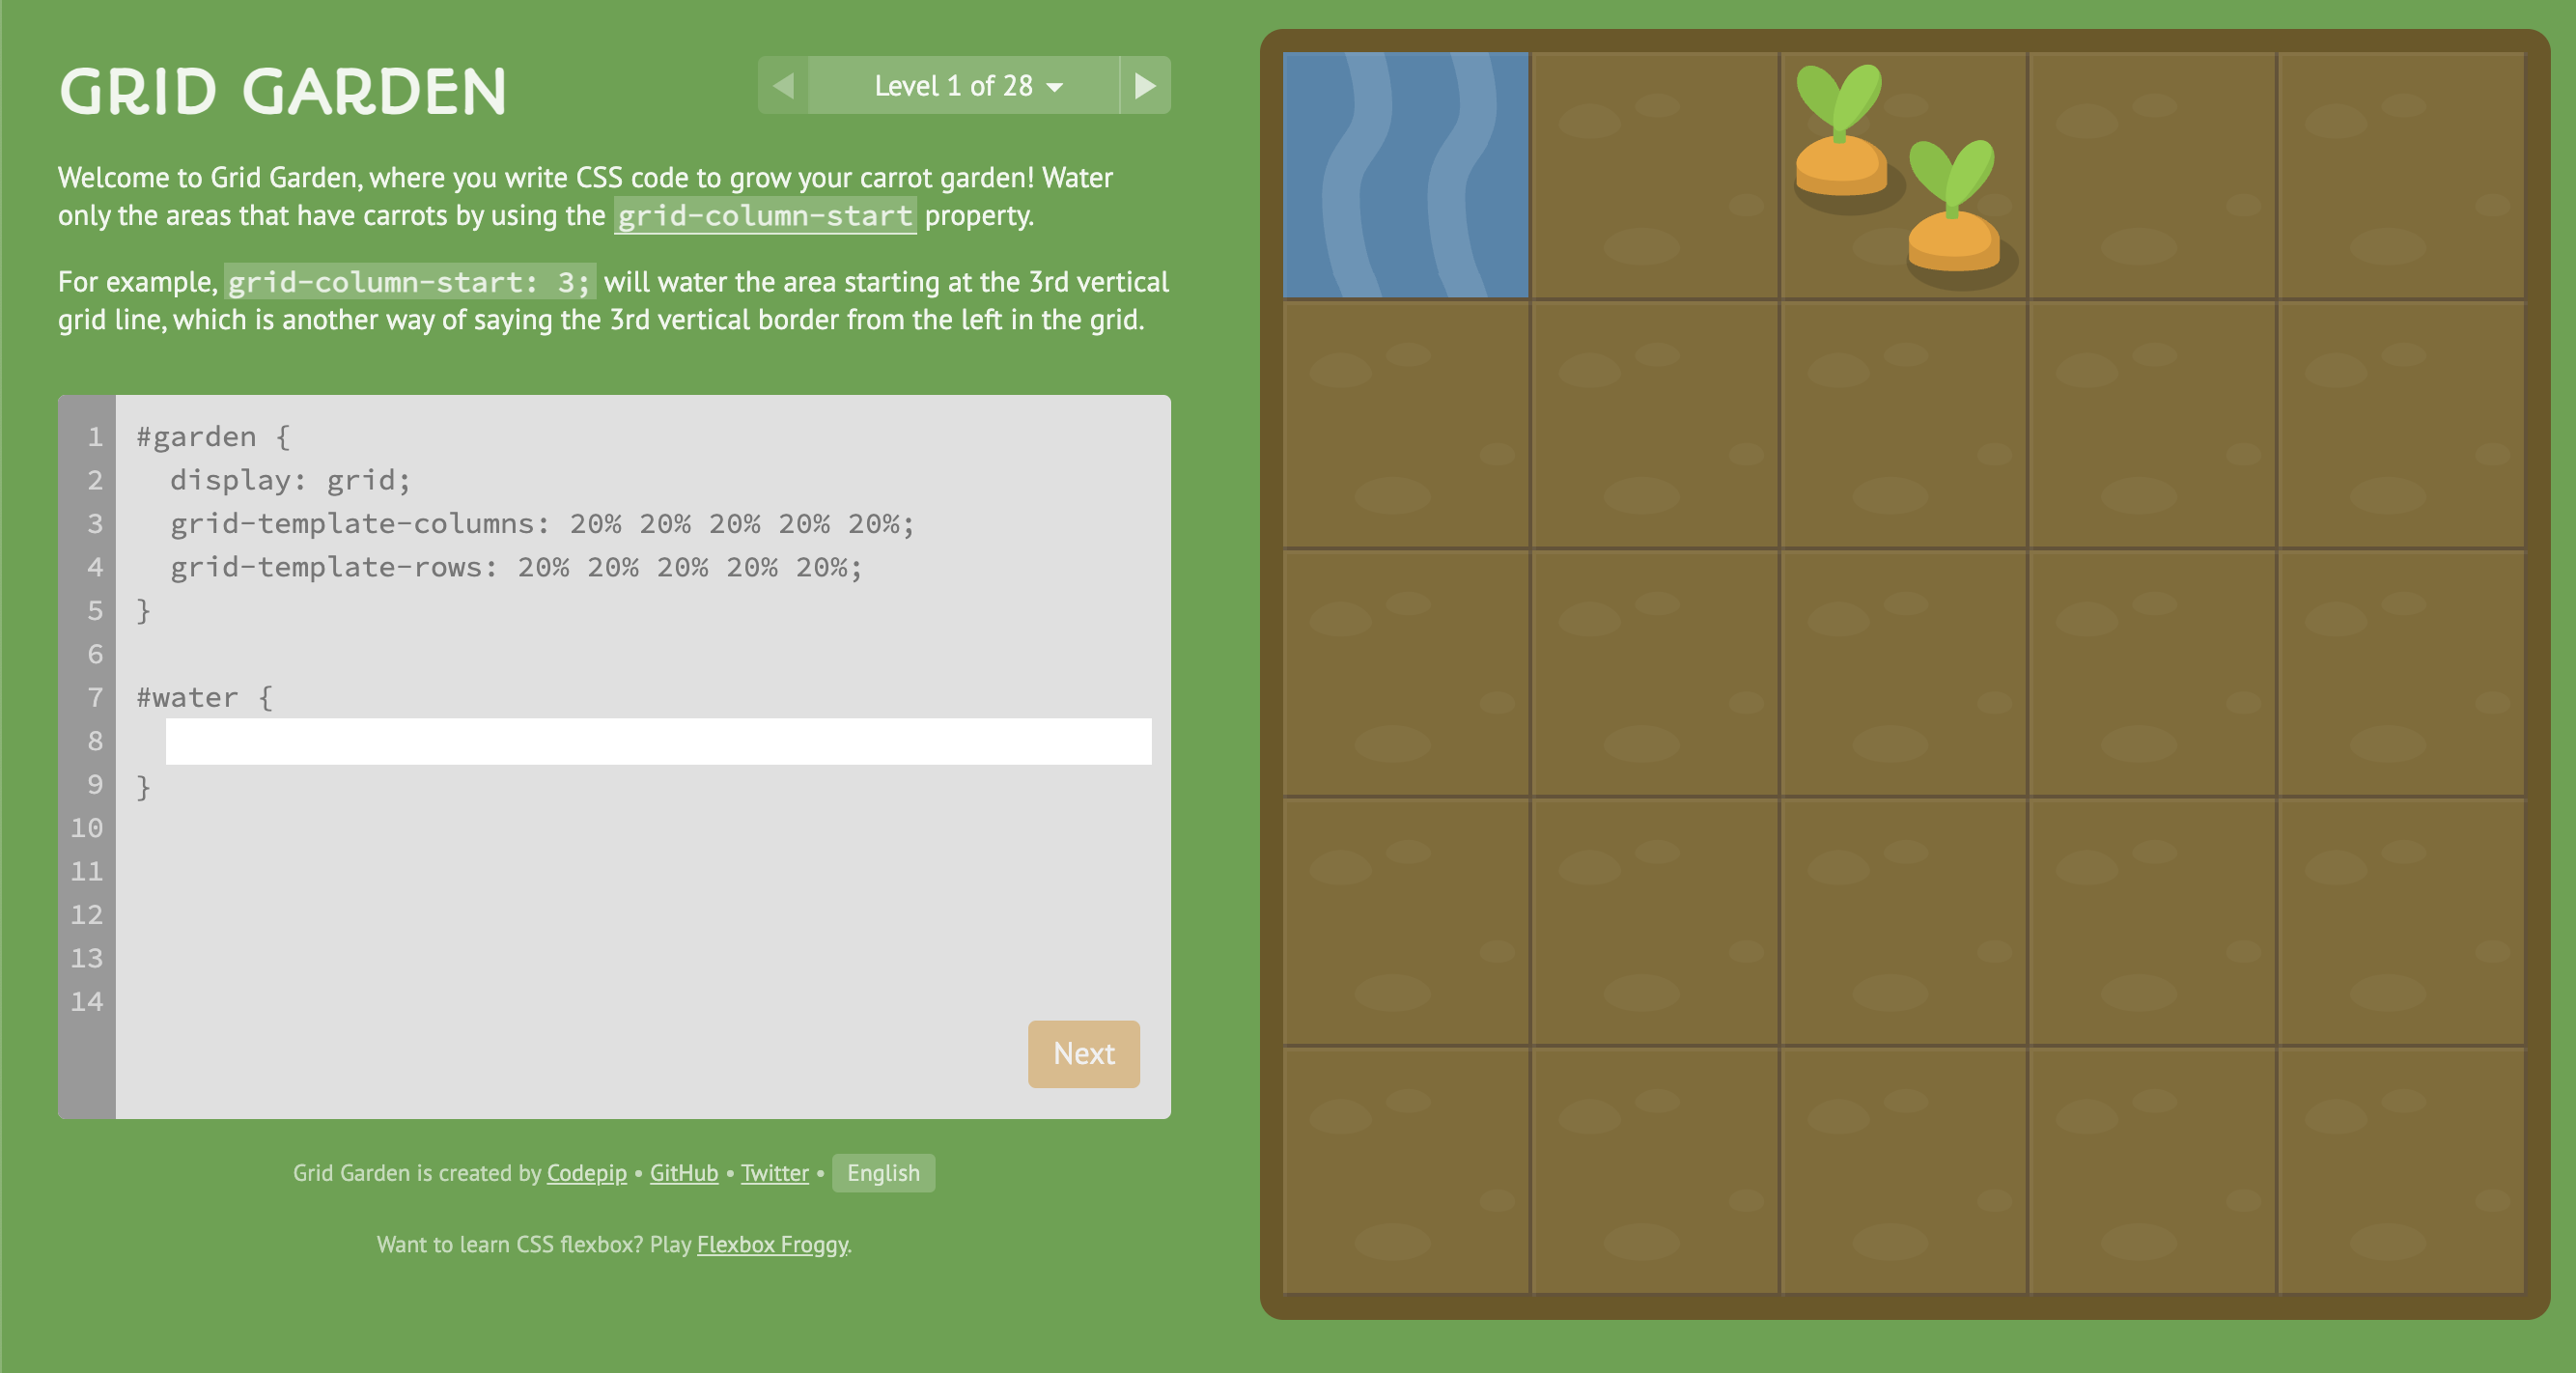 GRID GARDEN
Level 1 of 28
Welcome to Grid Garden, where you write CSS code to grow your carrot garden! Water
only the areas that have carrots by using the grid-column-start property.
For example, grid-column-start: 3; will water the area starting at the 3rd vertical
grid line, which is another way of saying the 3rd vertical border from the left in the grid.
1 #garden {
2 display: grid;
3 grid-template-columns: 20% 20% 20% 20% 20%;
4 grid-template-rows: 20% 20% 20% 20% 20%;
5 }
6
7 #water {
8
9 }
10
11
12
13
14
Next
Grid Garden is created by Codepip • GitHub • Twitter • English
Want to learn CSS flexbox? Play Flexbox Froggy.